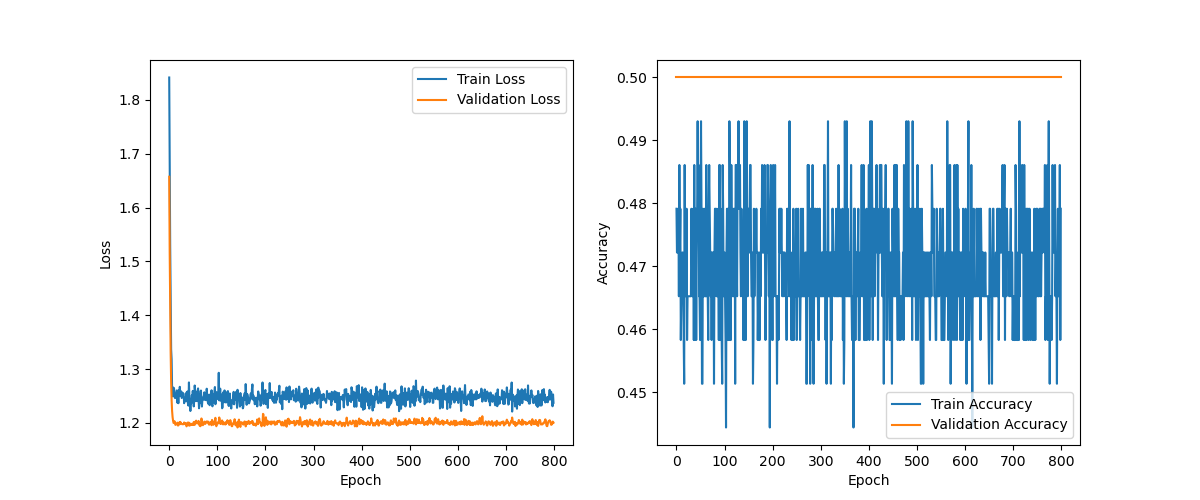 Train Loss
Validation Loss
1.8
1.7
1.6
1.5
1.4
1.3
1.2
Loss
0 100 200 300 400 500 600 700 800
Epoch
0.50
0.49
0.48
0.47
0.46
0.45
Accuracy
Train Accuracy
Validation Accuracy
0 100 200 300 400 500 600 700 800
Epoch